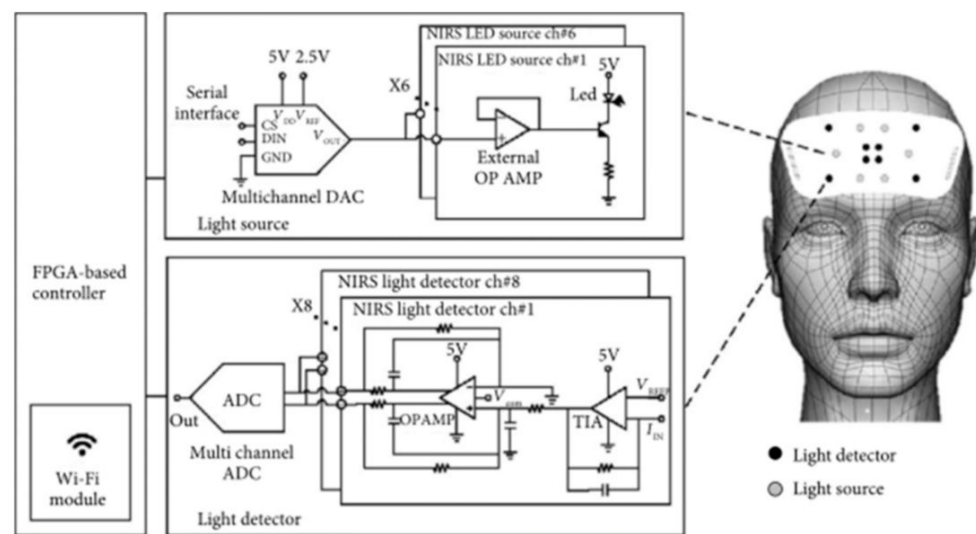 FPGA-based
controller
Wi-Fi
module
NIRS LED source ch#6
NIRS LED source ch#1
5V 2.5V
5V
X6
Led
Serial
interface
CS
DIN
GND
V_DD V_REF
V_OUT
External
OP AMP
Multichannel DAC
Light source
NIRS light detector ch#8
X8
NIRS light detector ch#1
5V
5V
V_REFP
V_com
ADC
Out
OPAMP
TIA
I_IN
Multi channel
ADC
Light detector
Light detector
Light source